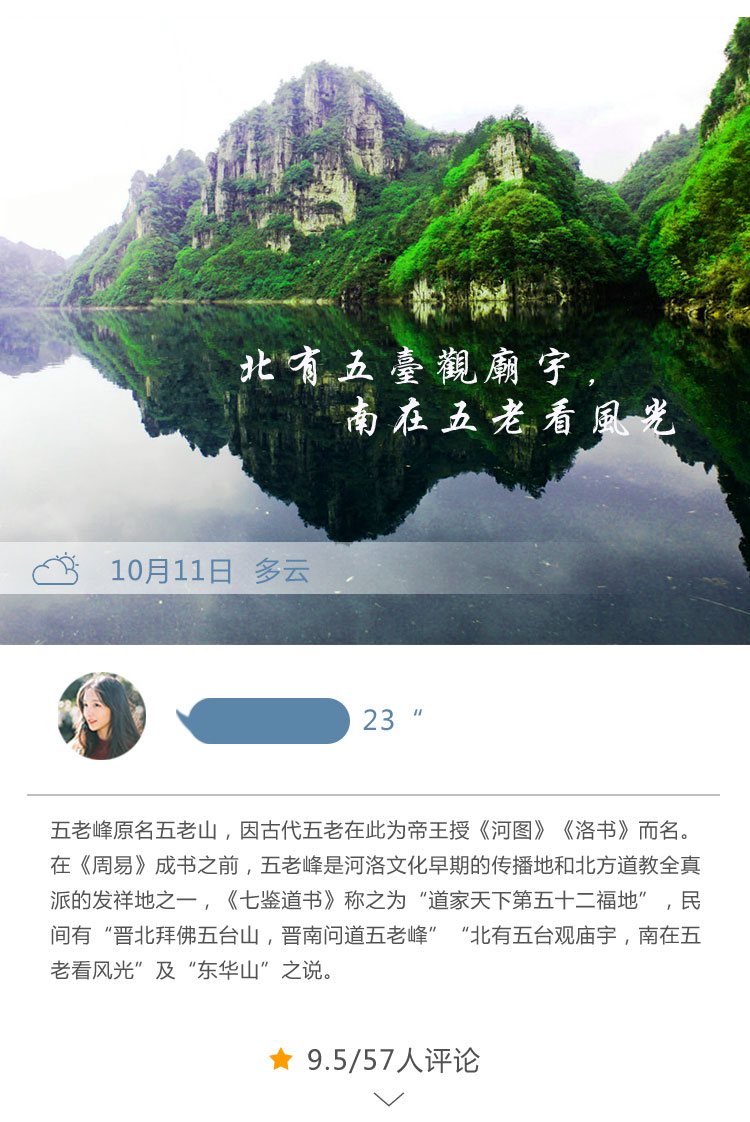 北有五臺觀廟宇，
南在五老看風光
10月11日 多云
23“
五老峰原名五老山，因古代五老在此为帝王授《河图》《洛书》而名。
在《周易》成书之前，五老峰是河洛文化早期的传播地和北方道教全真
派的发祥地之一，《七鉴道书》称之为“道家天下第五十二福地”，民
间有“晋北拜佛五台山，晋南问道五老峰”“北有五台观庙宇，南在五
老看风光”及“东华山”之说。
9.5/57人评论